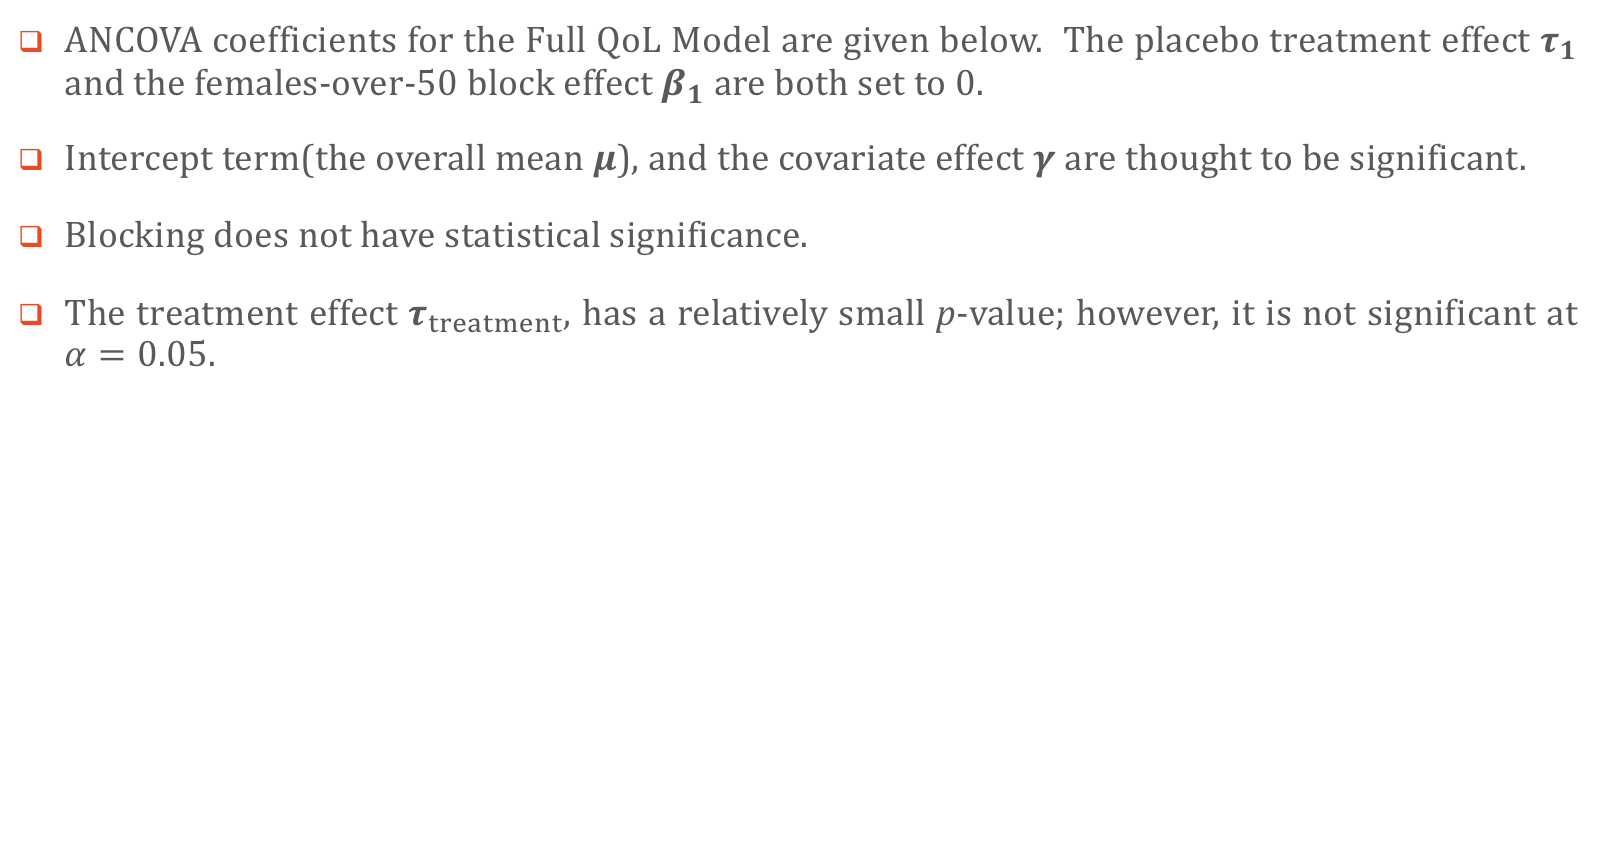 ❑ ANCOVA coefficients for the Full QoL Model are given below.  The placebo treatment effect τ₁
and the females-over-50 block effect β₁ are both set to 0.
❑ Intercept term(the overall mean μ), and the covariate effect γ are thought to be significant.
❑ Blocking does not have statistical significance.
❑ The treatment effect τ_treatment, has a relatively small p-value; however, it is not significant at
α = 0.05.